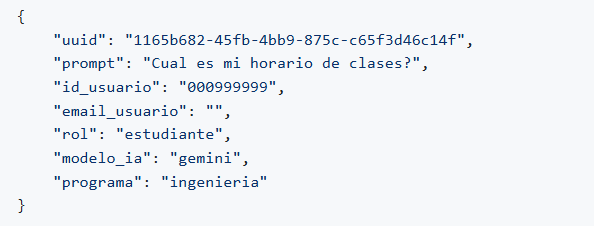 {
"uuid": "1165b682-45fb-4bb9-875c-c65f3d46c14f",
"prompt": "Cual es mi horario de clases?",
"id_usuario": "000999999",
"email_usuario": "",
"rol": "estudiante",
"modelo_ia": "gemini",
"programa": "ingenieria"
}